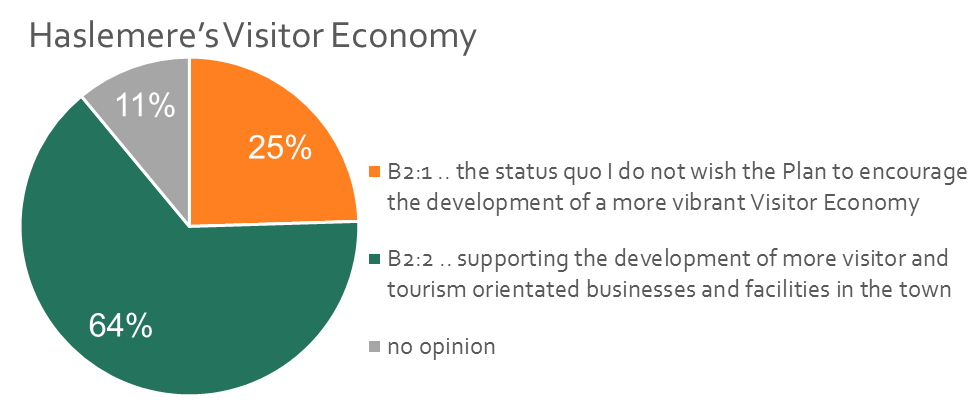 Haslemere's Visitor Economy
11%
25%
64%
B2:1 .. the status quo I do not wish the Plan to encourage
the development of a more vibrant Visitor Economy
B2:2 .. supporting the development of more visitor and
tourism orientated businesses and facilities in the town
no opinion